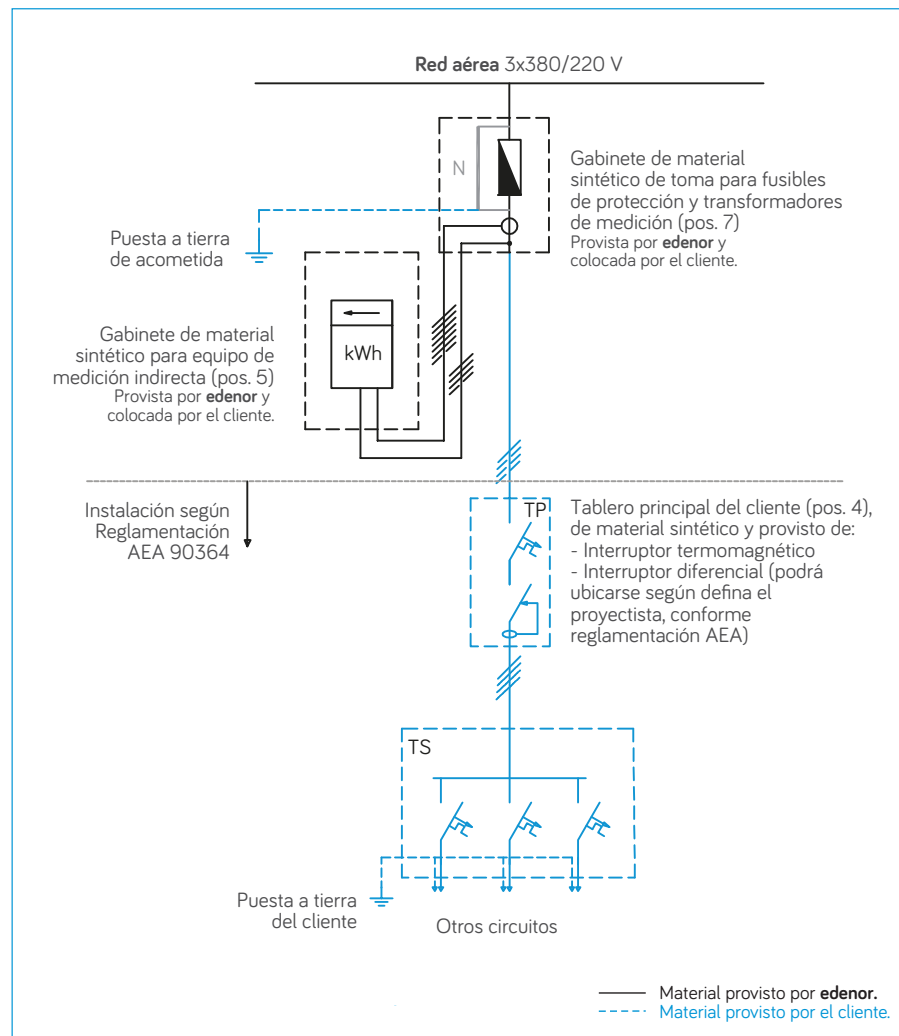 Red aérea 3x380/220 V
N
Gabinete de material
sintético de toma para fusibles
de protección y transformadores
de medición (pos. 7)
Provista por edenor y
colocada por el cliente.
Puesta a tierra
de acometida
kWh
Gabinete de material
sintético para equipo de
medición indirecta (pos. 5)
Provista por edenor y
colocada por el cliente.
Instalación según
Reglamentación
AEA 90364
TP
Tablero principal del cliente (pos. 4),
de material sintético y provisto de:
- Interruptor termomagnético
- Interruptor diferencial (podrá
ubicarse según defina el
proyectista, conforme
reglamentación AEA)
TS
Puesta a tierra
del cliente
Otros circuitos
Material provisto por edenor.
Material provisto por el cliente.